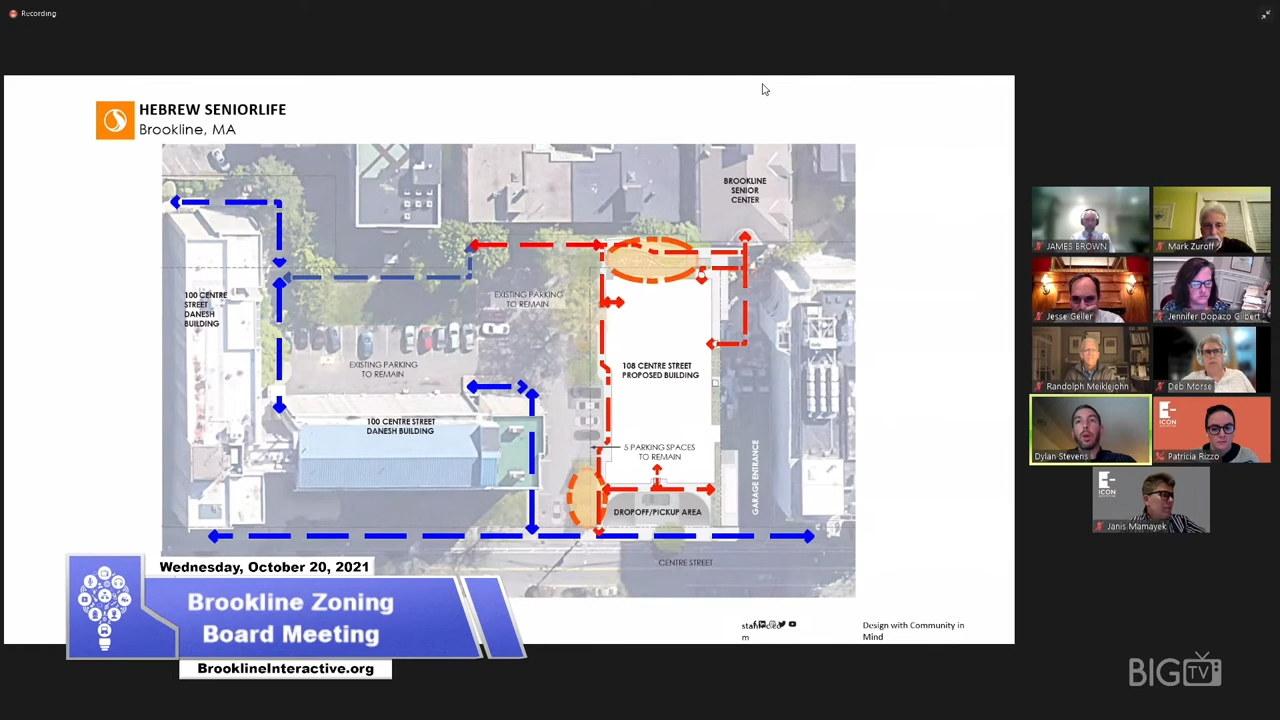 Recording
HEBREW SENIORLIFE
Brookline, MA
BROOKLINE
SENIOR
CENTER
100 CENTRE
STREET
DANESH
BUILDING
EXISTING PARKING
TO REMAIN
EXISTING PARKING
TO REMAIN
108 CENTRE STREET
PROPOSED BUILDING
100 CENTRE STREET
DANESH BUILDING
5 PARKING SPACES
TO REMAIN
GARAGE ENTRANCE
DROPOFF/PICKUP AREA
CENTRE STREET
Design with Community in
Mind
JAMES BROWN
Mark Zuroff
Jesse Geller
Jennifer Dopazo Gilbert
Randolph Meiklejohn
Deb Morse
Dylan Stevens
E-
ICON
Patricia Rizzo
E-
ICON
Janis Mamayek
Wednesday, October 20, 2021
Brookline Zoning
Board Meeting
BrooklineInteractive.org
BIG TV